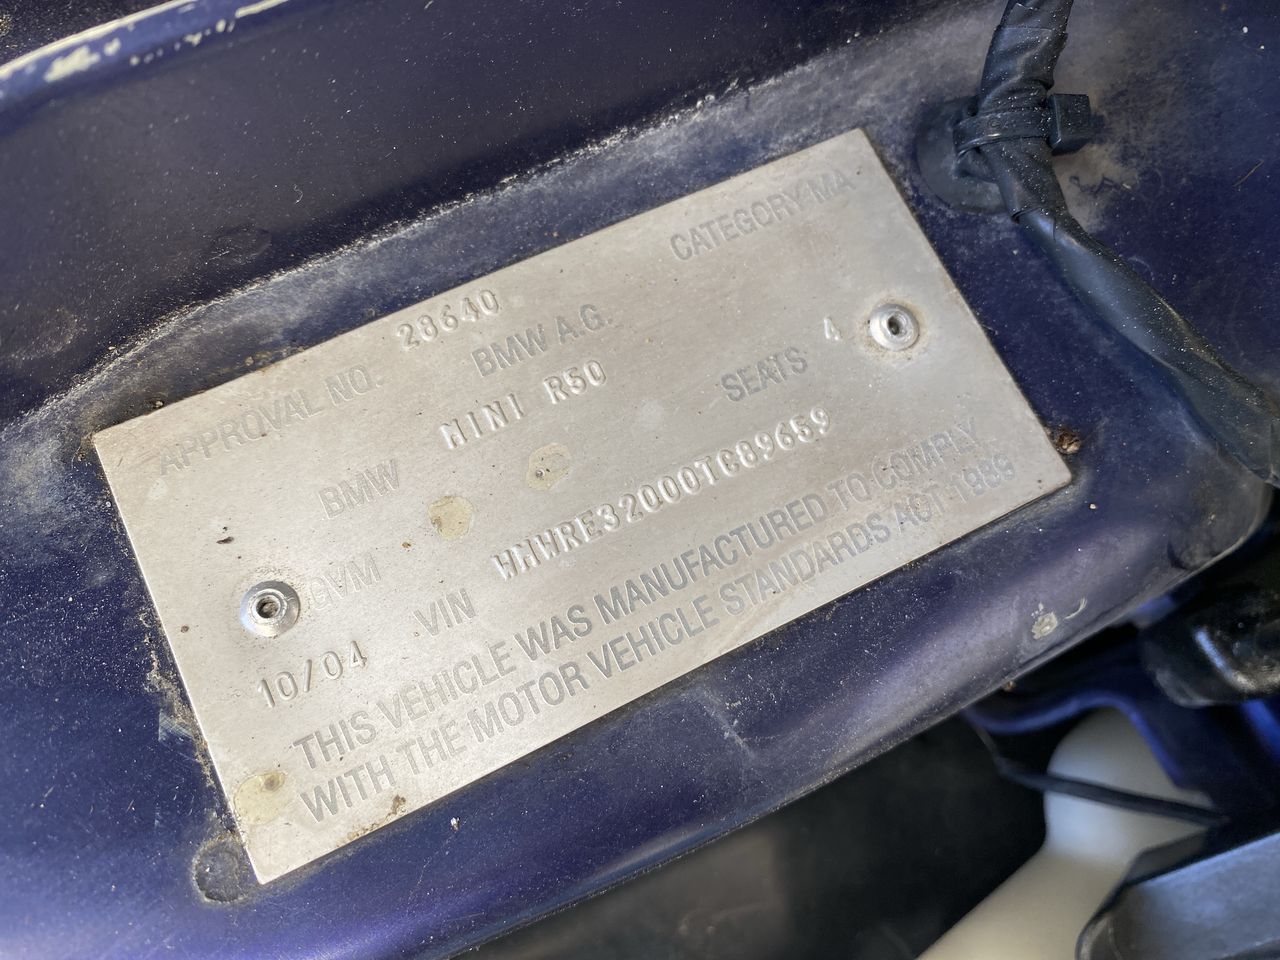 APPROVAL NO. 28640 CATEGORY MA
BMW A.G.
BMW MINI R50 SEATS 4
GVM
10/04 VIN WMWRE32000TC89659
THIS VEHICLE WAS MANUFACTURED TO COMPLY
WITH THE MOTOR VEHICLE STANDARDS ACT 1989